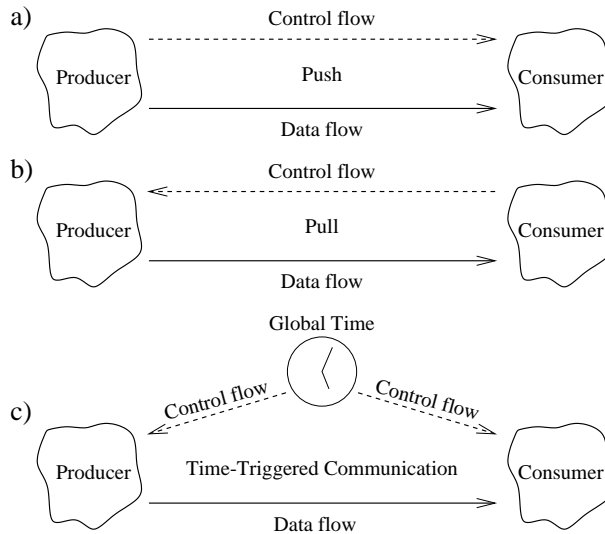 a)
Control flow
Producer
Push
Consumer
Data flow
b)
Control flow
Producer
Pull
Consumer
Data flow
Global Time
c)
Control flow
Control flow
Producer
Time-Triggered Communication
Consumer
Data flow